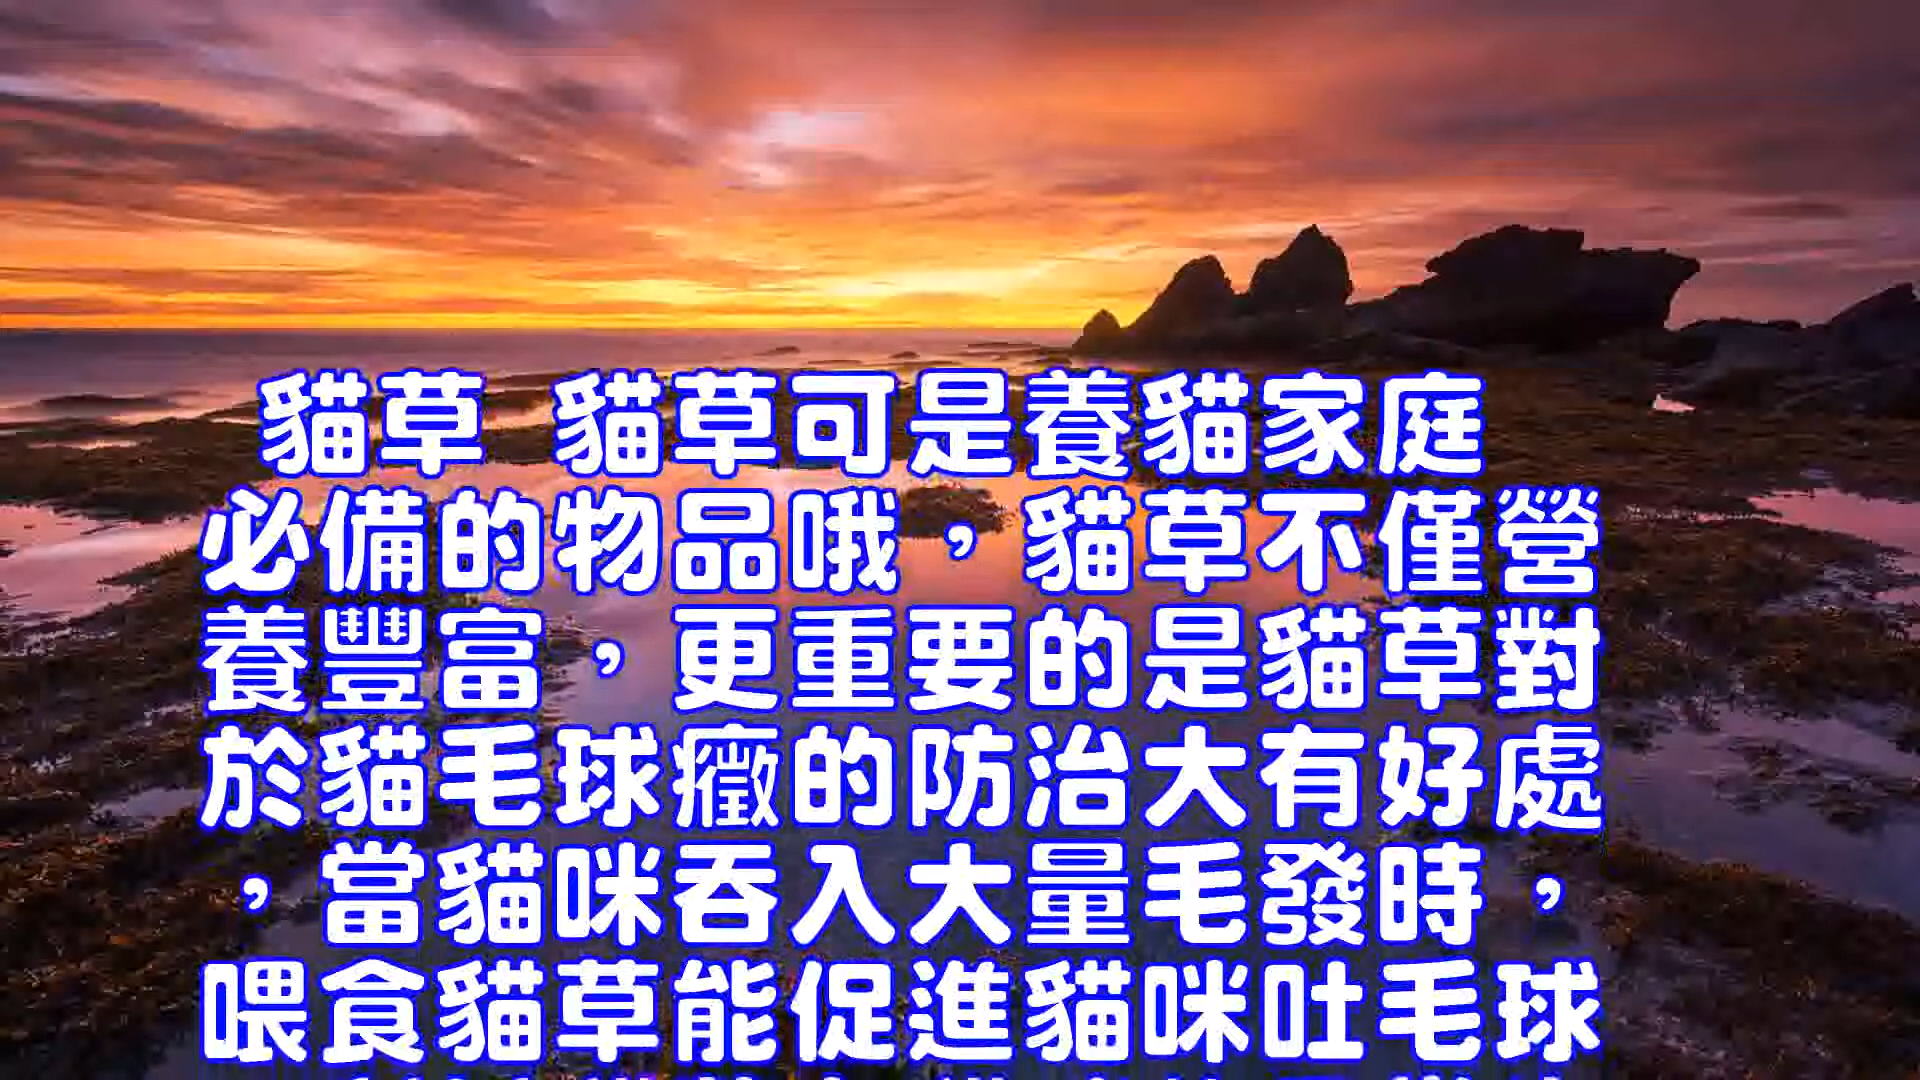 貓草 貓草可是養貓家庭
必備的物品哦，貓草不僅營
養豐富，更重要的是貓草對
於貓毛球癥的防治大有好處
，當貓咪吞入大量毛發時，
喂食貓草能促進貓咪吐毛球